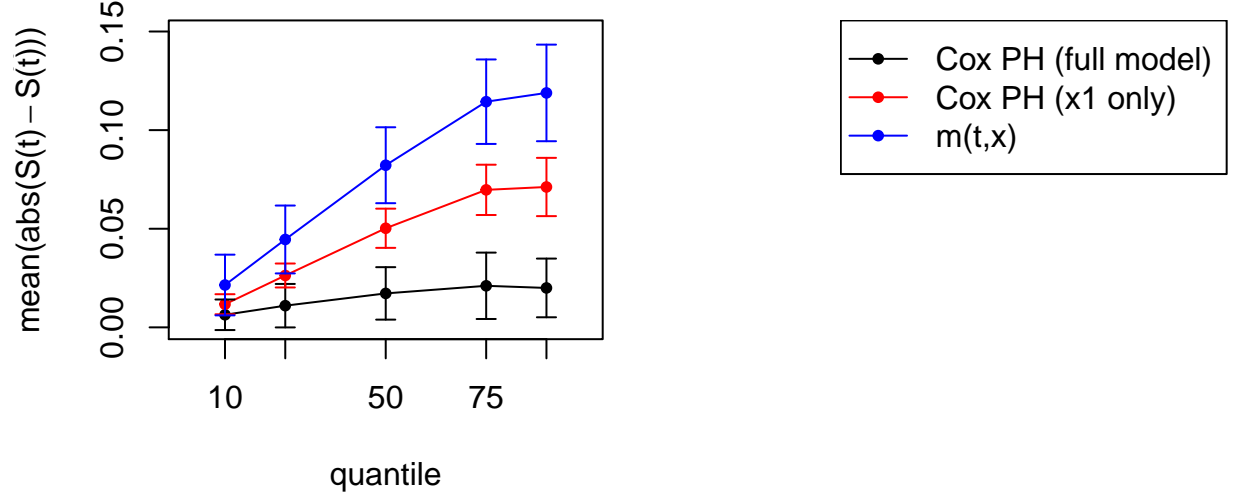 mean(abs(S(t) − S(t)))
0.15
0.10
0.05
0.00
10
50
75
quantile
Cox PH (full model)
Cox PH (x1 only)
m(t,x)